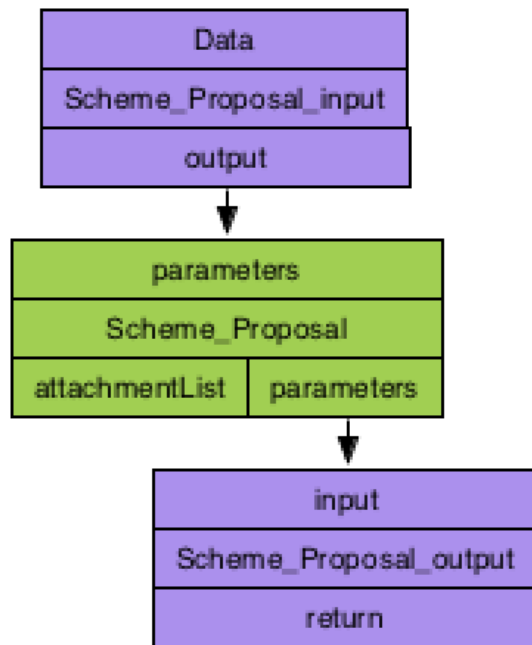 Data
Scheme_Proposal_input
output
parameters
Scheme_Proposal
attachmentList parameters
input
Scheme_Proposal_output
return